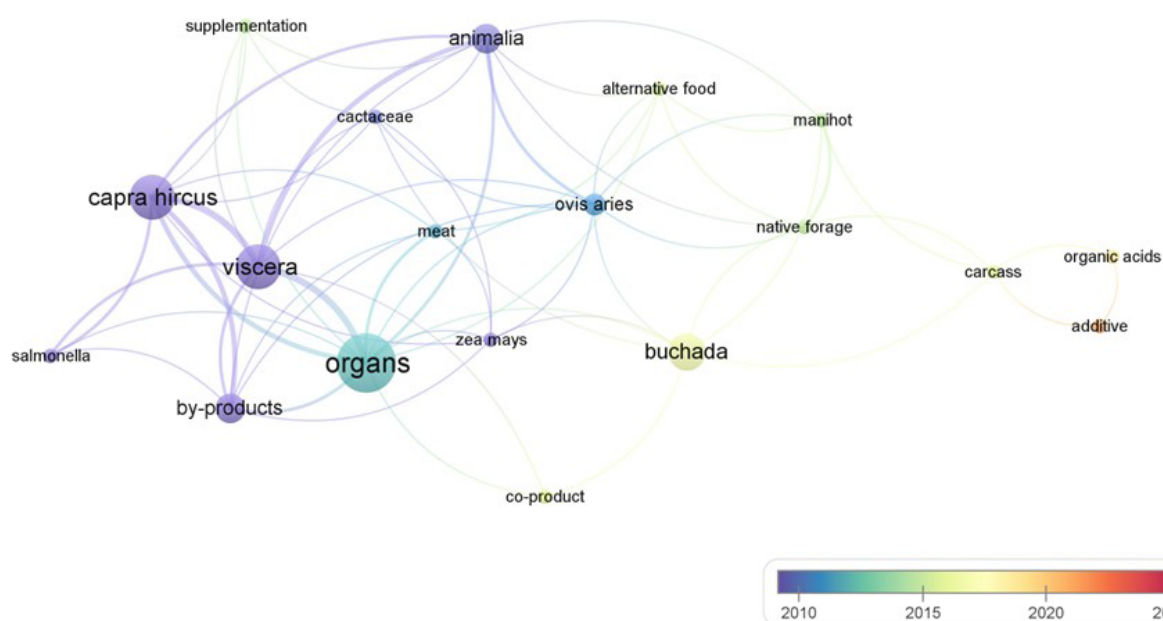 supplementation
animalia
alternative food
cactaceae
manihot
capra hircus
ovis aries
meat
native forage
viscera
organic acids
carcass
additive
salmonella
organs
zea mays
buchada
by-products
co-product
2010
2015
2020